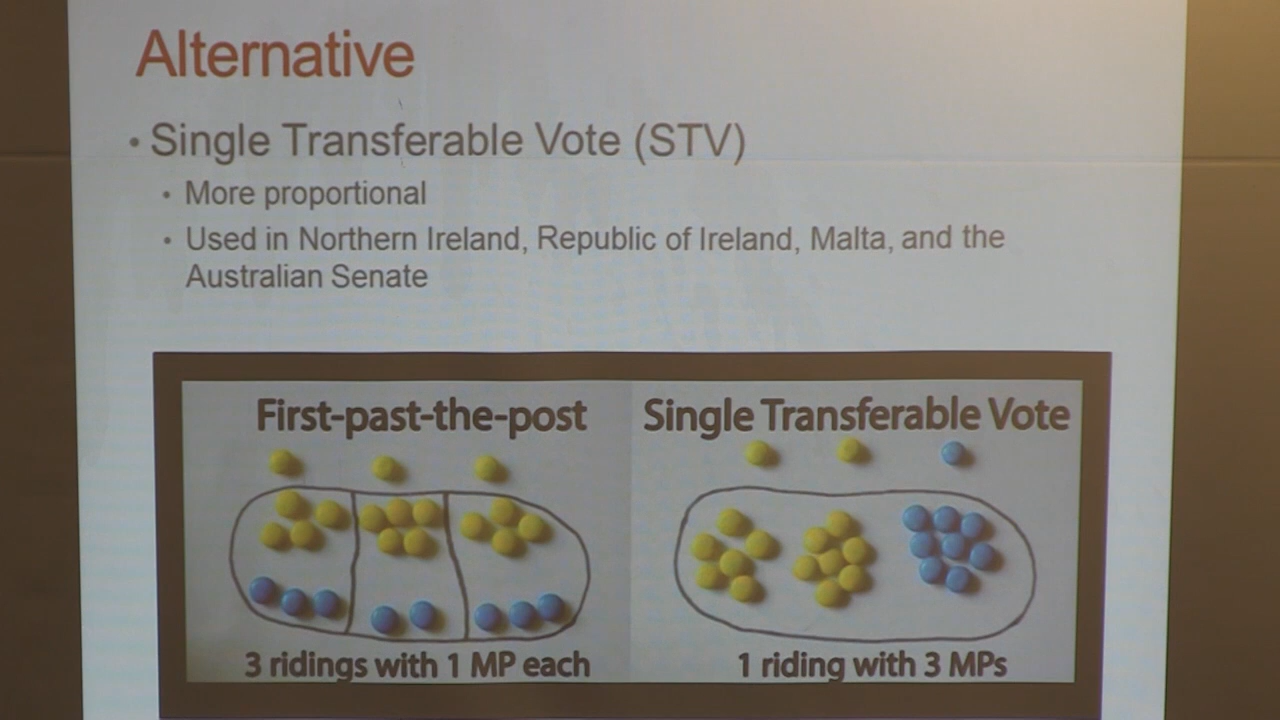 Alternative
• Single Transferable Vote (STV)
• More proportional
• Used in Northern Ireland, Republic of Ireland, Malta, and the
Australian Senate
First-past-the-post
Single Transferable Vote
3 ridings with 1 MP each
1 riding with 3 MPs